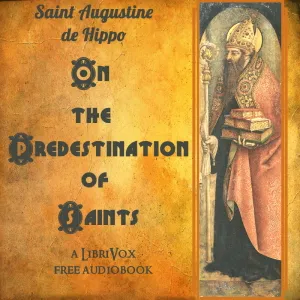 Saint Augustine
de Hippo
On
the
Predestination
of
Saints
a LibriVox
free audiobook